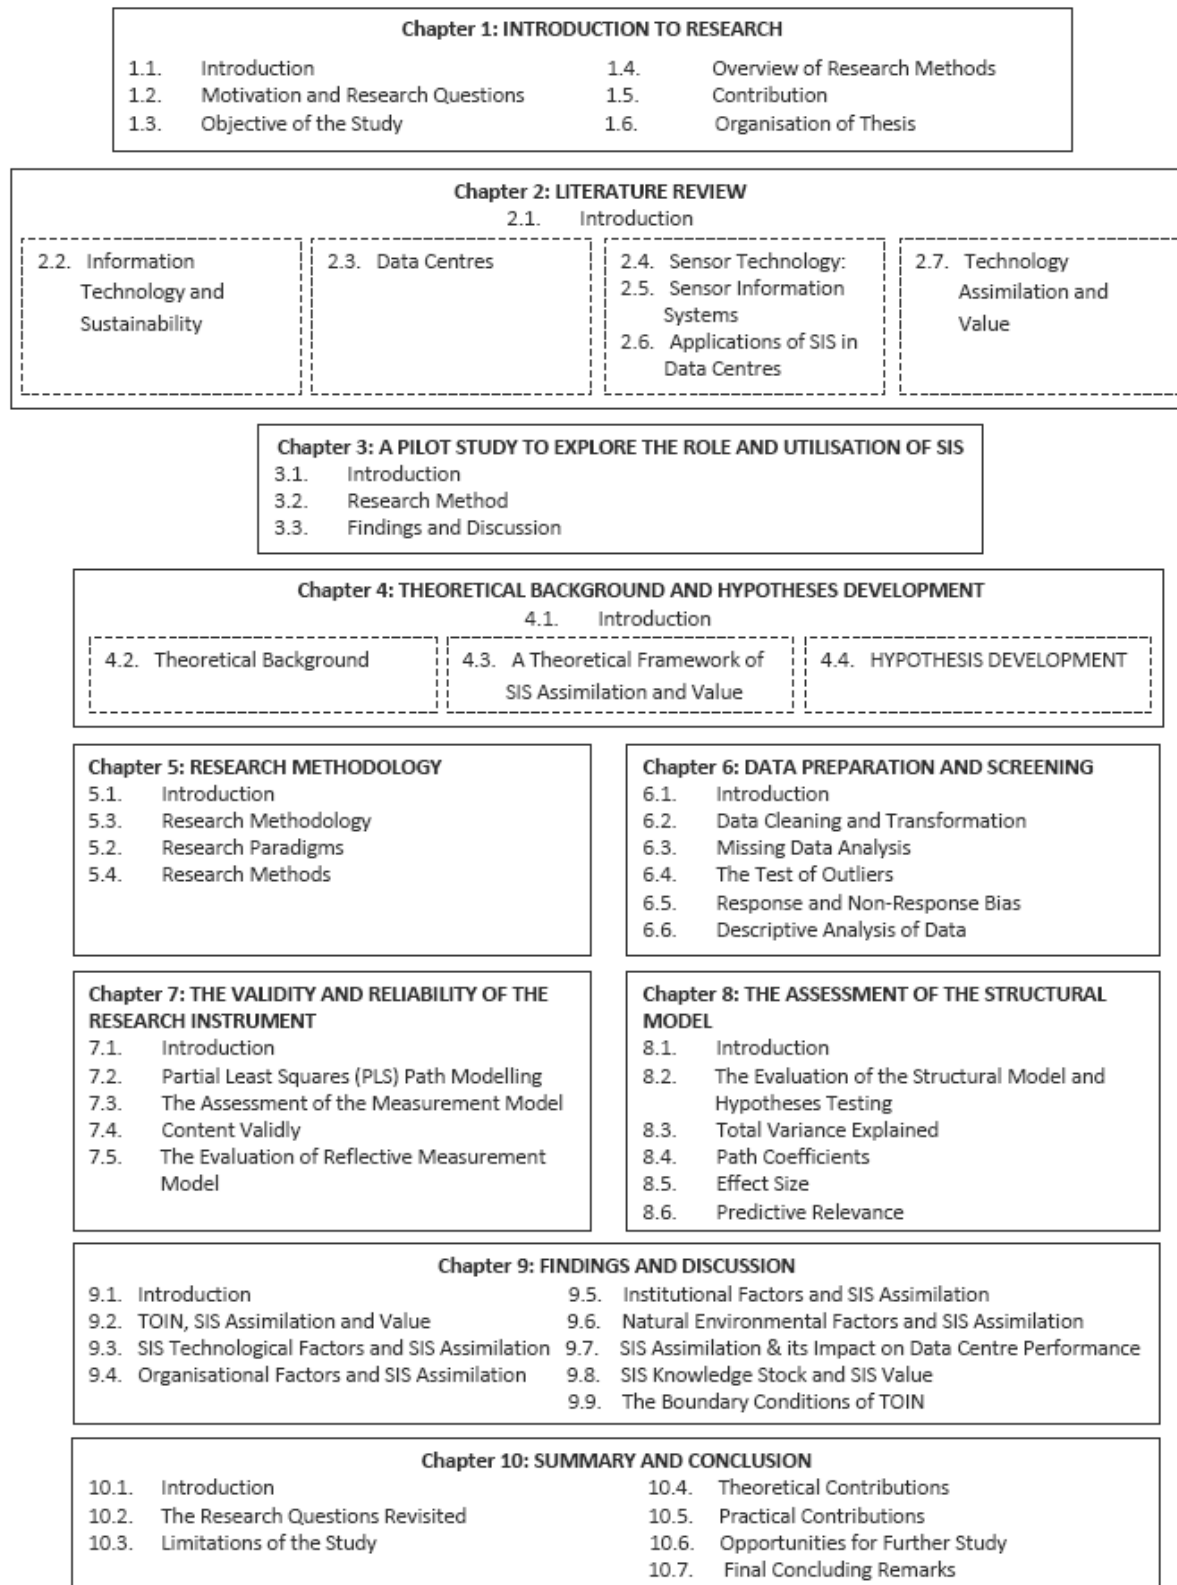 Chapter 1: INTRODUCTION TO RESEARCH
1.1. Introduction
1.2. Motivation and Research Questions
1.3. Objective of the Study
1.4. Overview of Research Methods
1.5. Contribution
1.6. Organisation of Thesis
Chapter 2: LITERATURE REVIEW
2.1. Introduction
2.2. Information
Technology and
Sustainability
2.3. Data Centres
2.4. Sensor Technology:
2.5. Sensor Information
Systems
2.6. Applications of SIS in
Data Centres
2.7. Technology
Assimilation and
Value
Chapter 3: A PILOT STUDY TO EXPLORE THE ROLE AND UTILISATION OF SIS
3.1. Introduction
3.2. Research Method
3.3. Findings and Discussion
Chapter 4: THEORETICAL BACKGROUND AND HYPOTHESES DEVELOPMENT
4.1. Introduction
4.2. Theoretical Background
4.3. A Theoretical Framework of
SIS Assimilation and Value
4.4. HYPOTHESIS DEVELOPMENT
Chapter 5: RESEARCH METHODOLOGY
5.1. Introduction
5.3. Research Methodology
5.2. Research Paradigms
5.4. Research Methods
Chapter 6: DATA PREPARATION AND SCREENING
6.1. Introduction
6.2. Data Cleaning and Transformation
6.3. Missing Data Analysis
6.4. The Test of Outliers
6.5. Response and Non-Response Bias
6.6. Descriptive Analysis of Data
Chapter 7: THE VALIDITY AND RELIABILITY OF THE
RESEARCH INSTRUMENT
7.1. Introduction
7.2. Partial Least Squares (PLS) Path Modelling
7.3. The Assessment of the Measurement Model
7.4. Content Validly
7.5. The Evaluation of Reflective Measurement
Model
Chapter 8: THE ASSESSMENT OF THE STRUCTURAL
MODEL
8.1. Introduction
8.2. The Evaluation of the Structural Model and
Hypotheses Testing
8.3. Total Variance Explained
8.4. Path Coefficients
8.5. Effect Size
8.6. Predictive Relevance
Chapter 9: FINDINGS AND DISCUSSION
9.1. Introduction
9.2. TOIN, SIS Assimilation and Value
9.3. SIS Technological Factors and SIS Assimilation
9.4. Organisational Factors and SIS Assimilation
9.5. Institutional Factors and SIS Assimilation
9.6. Natural Environmental Factors and SIS Assimilation
9.7. SIS Assimilation & its Impact on Data Centre Performance
9.8. SIS Knowledge Stock and SIS Value
9.9. The Boundary Conditions of TOIN
Chapter 10: SUMMARY AND CONCLUSION
10.1. Introduction
10.2. The Research Questions Revisited
10.3. Limitations of the Study
10.4. Theoretical Contributions
10.5. Practical Contributions
10.6. Opportunities for Further Study
10.7. Final Concluding Remarks